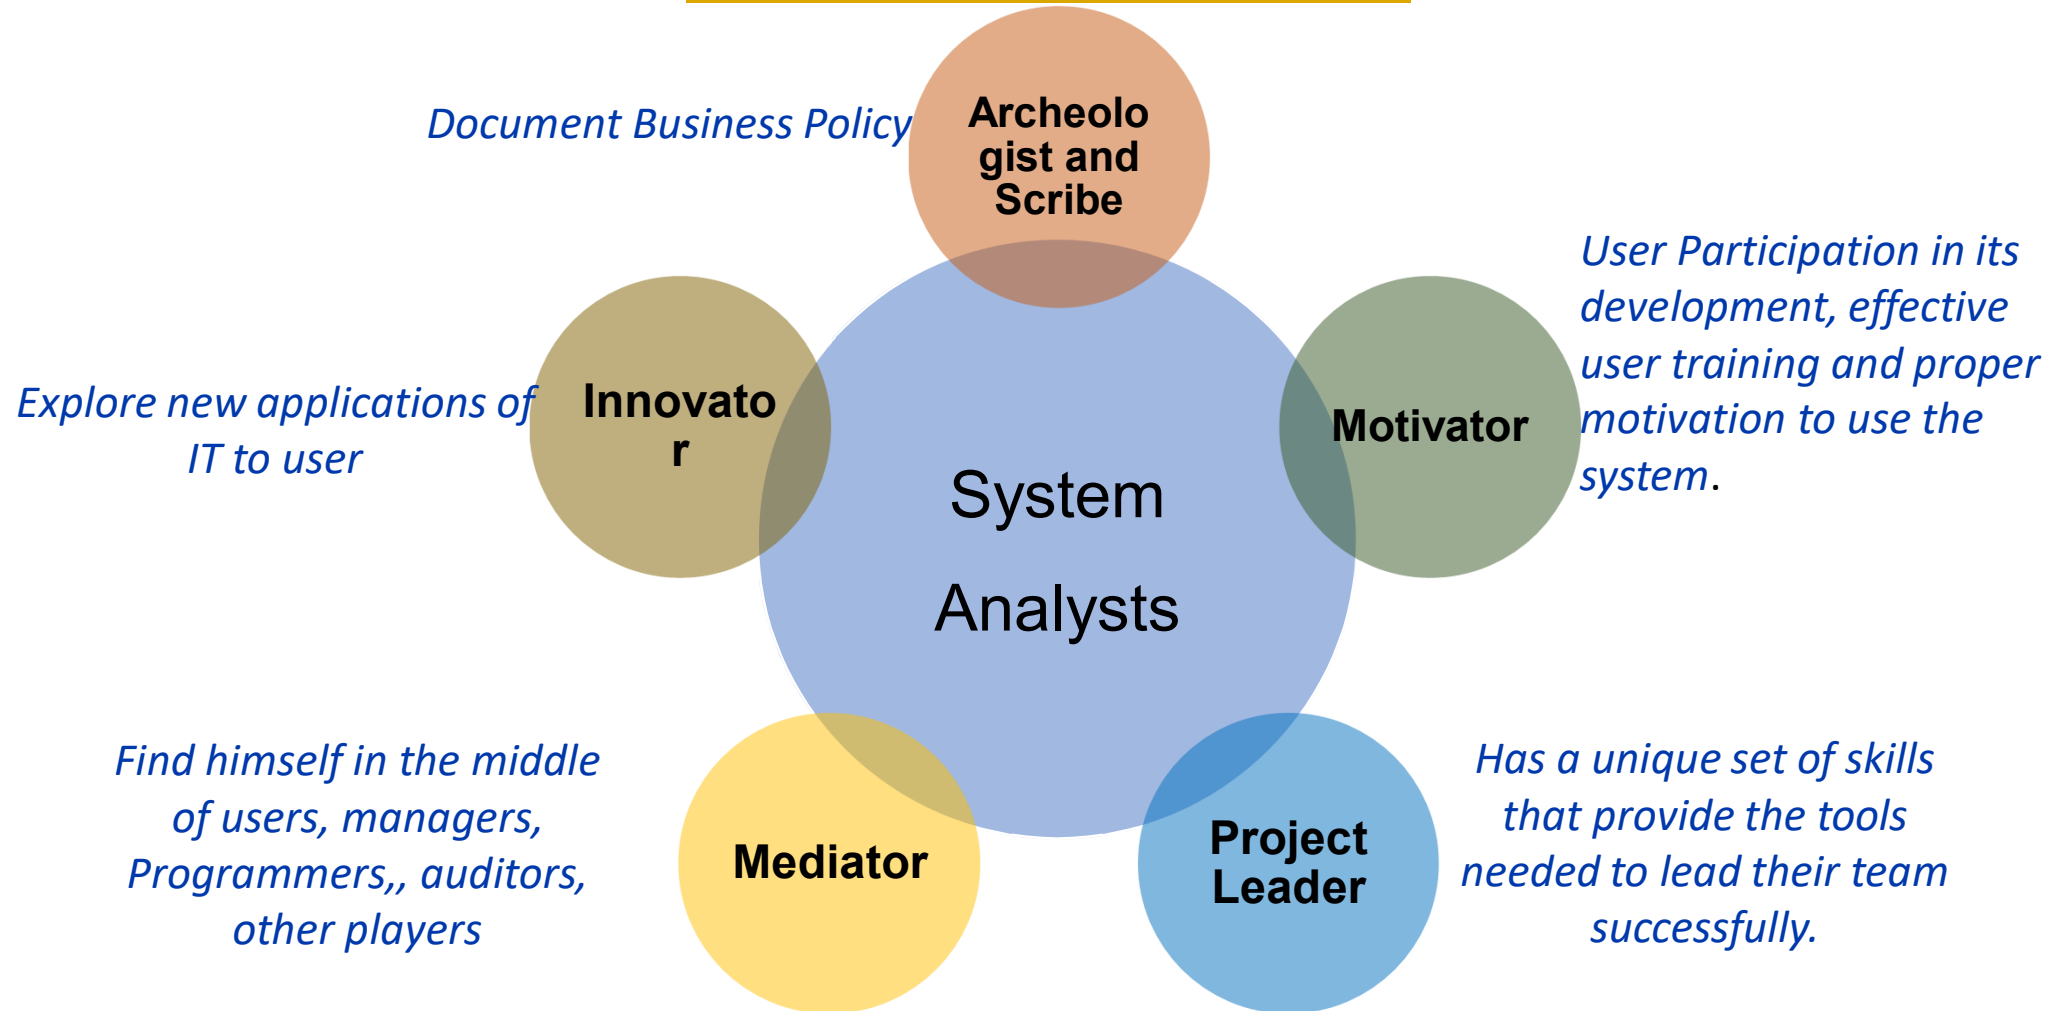 Document Business Policy
Archeolo
gist and
Scribe
User Participation in its
development, effective
user training and proper
motivation to use the
system.
Motivator
Explore new applications of
IT to user
Innovato
r
System
Analysts
Find himself in the middle
of users, managers,
Programmers,, auditors,
other players
Mediator
Project
Leader
Has a unique set of skills
that provide the tools
needed to lead their team
successfully.